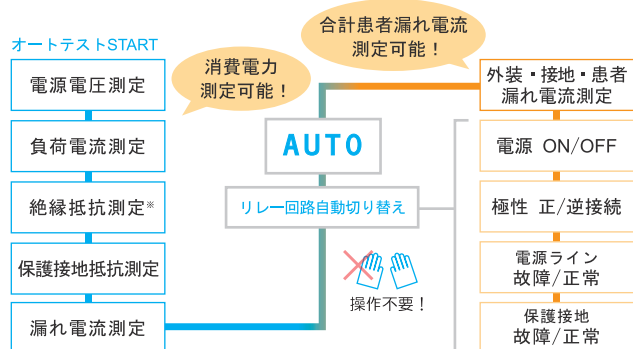 オートテストSTART
電源電圧測定
負荷電流測定
絶縁抵抗測定※
保護接地抵抗測定
漏れ電流測定
消費電力
測定可能！
合計患者漏れ電流
測定可能！
AUTO
リレー回路自動切り替え
操作不要！
外装・接地・患者
漏れ電流測定
電源 ON/OFF
極性 正/逆接続
電源ライン
故障/正常
保護接地
故障/正常